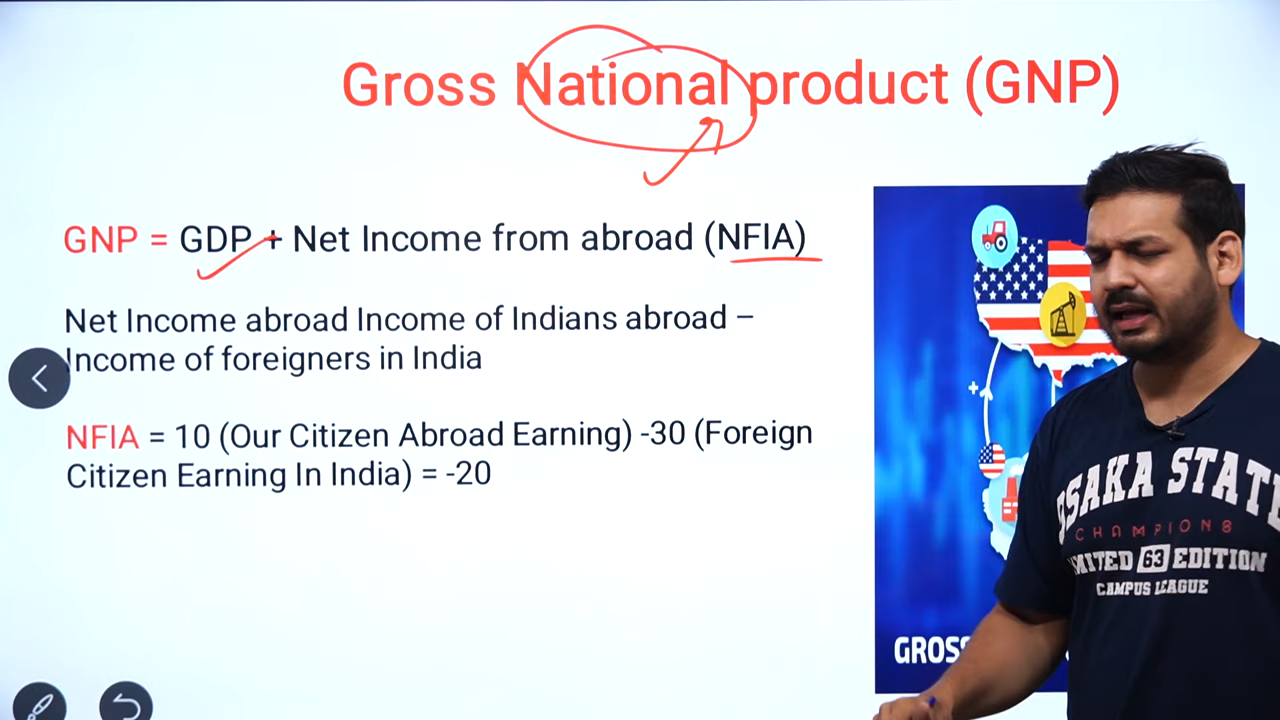 Gross National product (GNP)
GNP = GDP + Net Income from abroad (NFIA)
Net Income abroad Income of Indians abroad –
Income of foreigners in India
NFIA = 10 (Our Citizen Abroad Earning) -30 (Foreign
Citizen Earning In India) = -20
OSAKA STATE
CHAMPIONS
LIMITED 63 EDITION
CAMPUS LEAGUE
GROSS